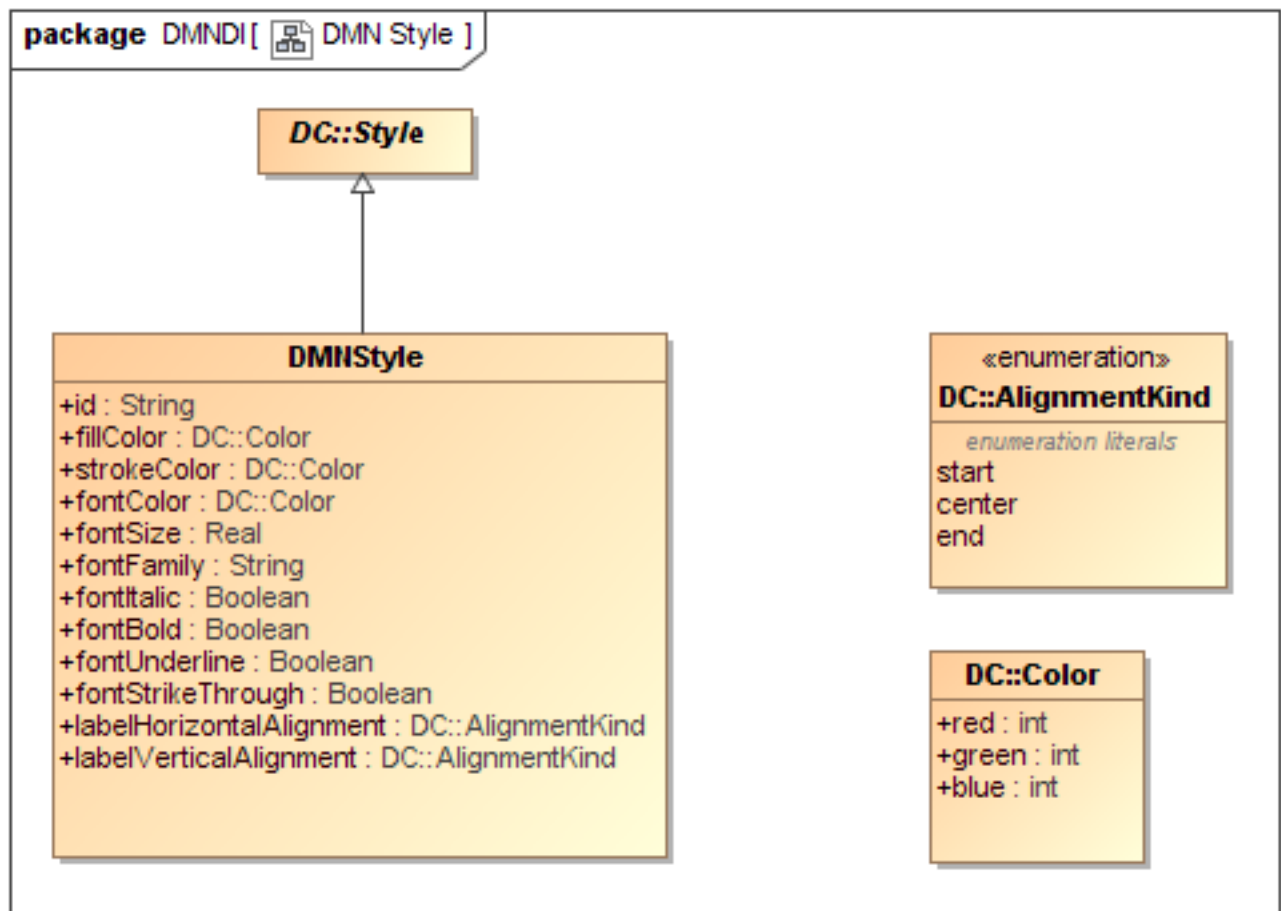 package DMNDI [ DMN Style ]
DC::Style
DMNStyle
+id : String
+fillColor : DC::Color
+strokeColor : DC::Color
+fontColor : DC::Color
+fontSize : Real
+fontFamily : String
+fontItalic : Boolean
+fontBold : Boolean
+fontUnderline : Boolean
+fontStrikeThrough : Boolean
+labelHorizontalAlignment : DC::AlignmentKind
+labelVerticalAlignment : DC::AlignmentKind
«enumeration»
DC::AlignmentKind
enumeration literals
start
center
end
DC::Color
+red : int
+green : int
+blue : int